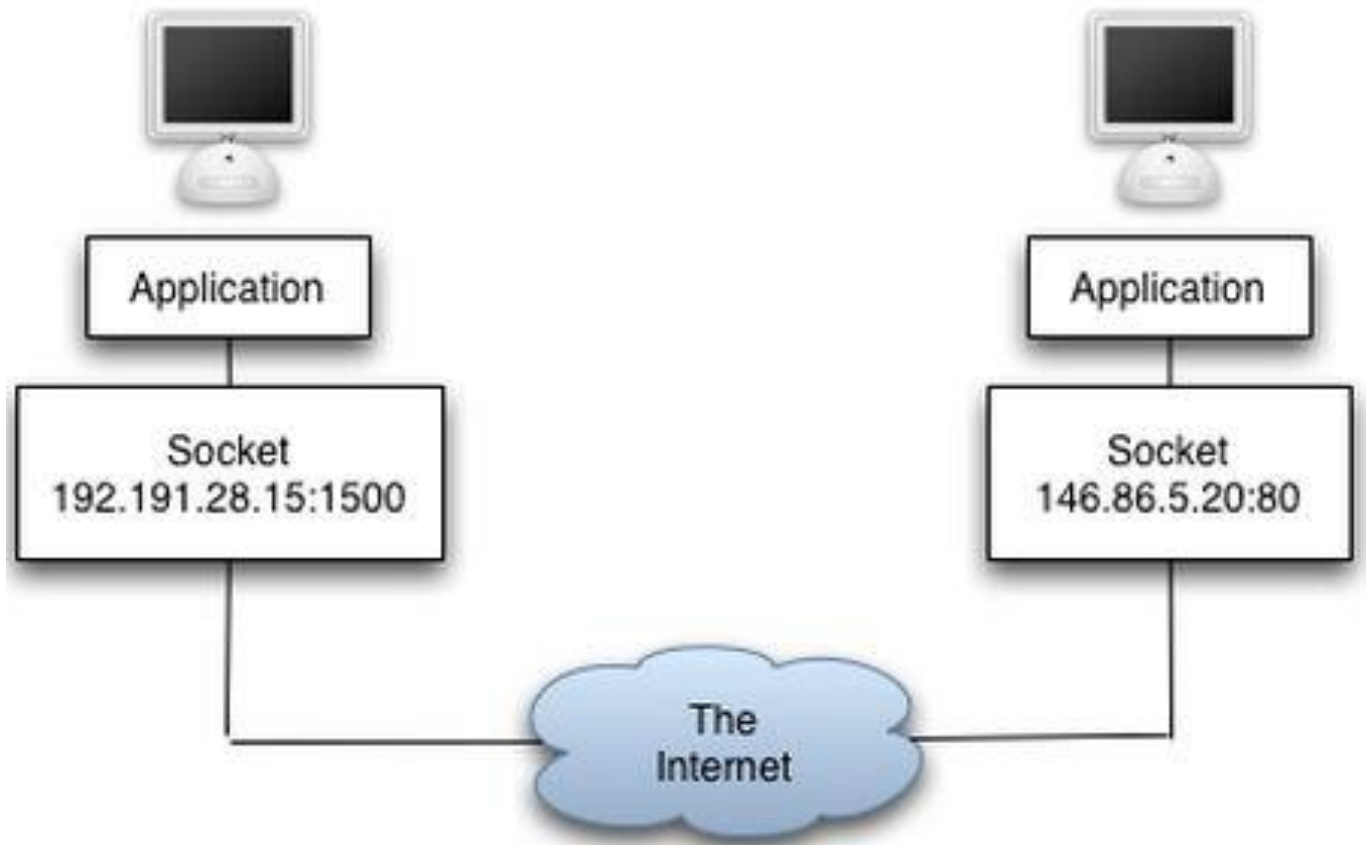 Application
Socket
192.191.28.15:1500
Application
Socket
146.86.5.20:80
The
Internet